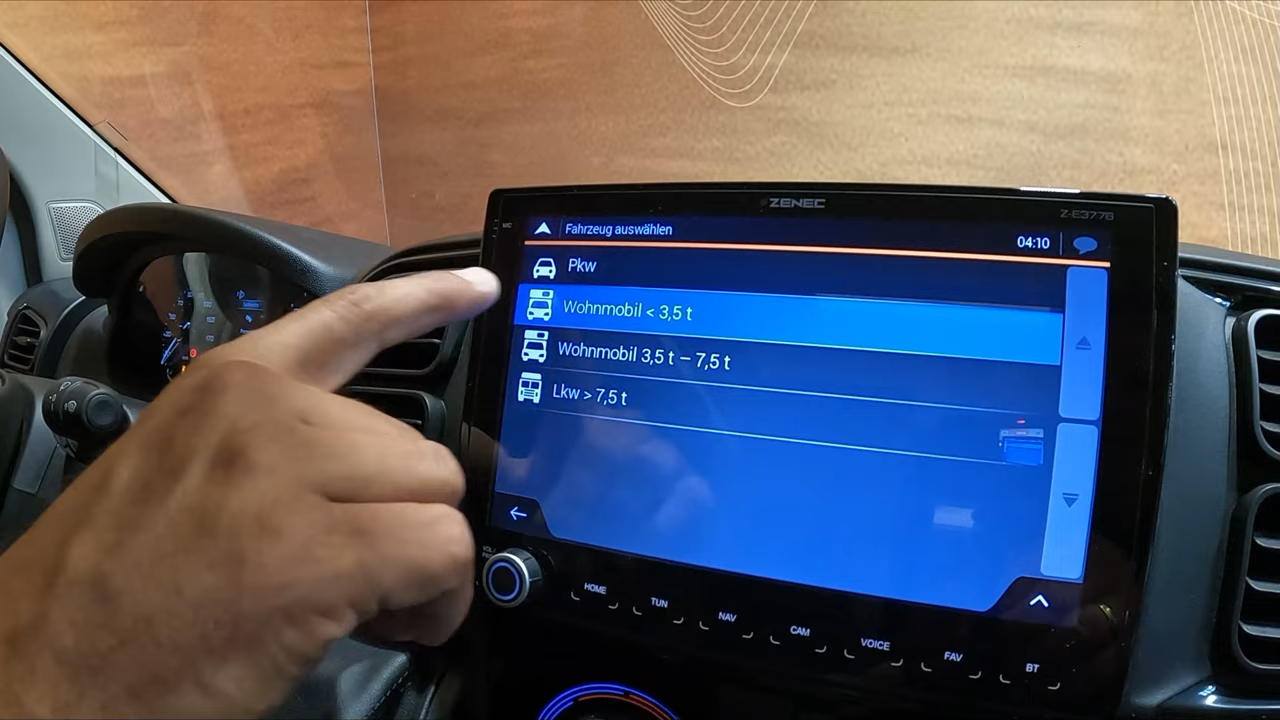 ZENEC
Z-E3776
MIC
Fahrzeug auswählen
04:10
Pkw
Wohnmobil < 3,5 t
Wohnmobil 3,5 t – 7,5 t
Lkw > 7,5 t
HOME
TUN
NAV
CAM
VOICE
FAV
BT